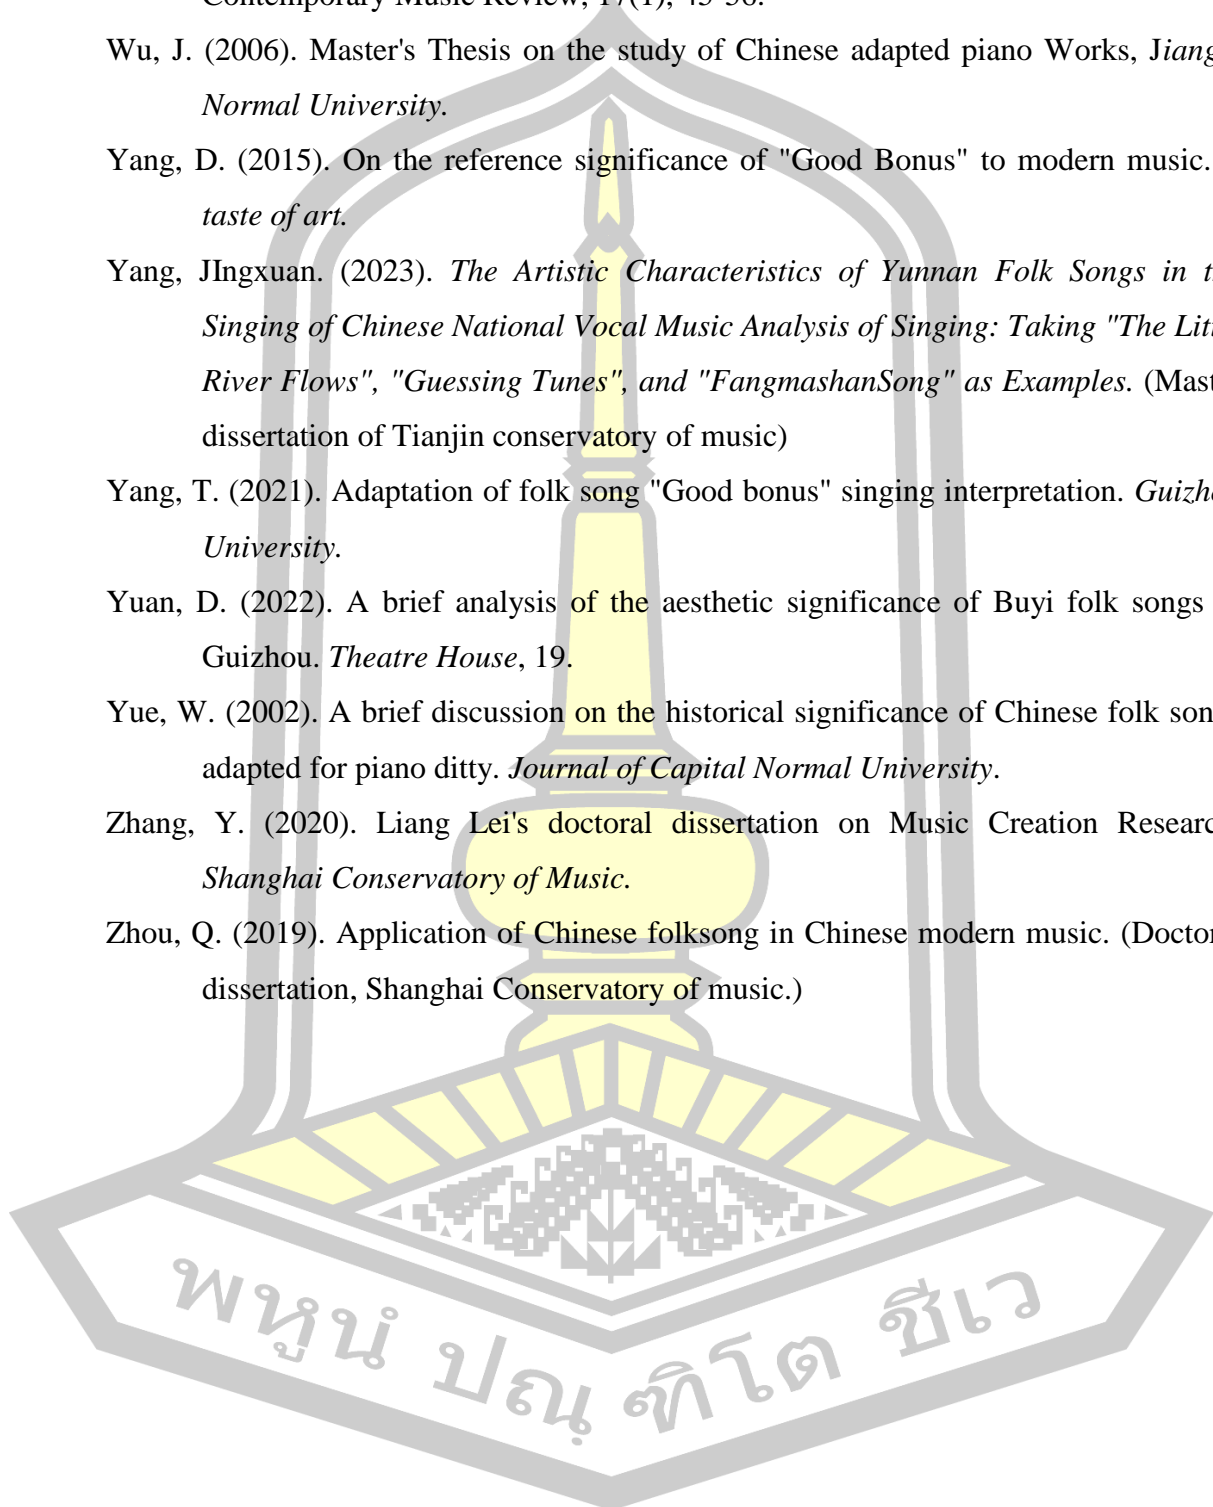 Contemporary Music Review, 17(1), 45-56.
Wu, J. (2006). Master's Thesis on the study of Chinese adapted piano Works, Jiang
Normal University.
Yang, D. (2015). On the reference significance of "Good Bonus" to modern music.
taste of art.
Yang, JIngxuan. (2023). The Artistic Characteristics of Yunnan Folk Songs in t
Singing of Chinese National Vocal Music Analysis of Singing: Taking "The Lit
River Flows", "Guessing Tunes", and "FangmashanSong" as Examples. (Mast
dissertation of Tianjin conservatory of music)
Yang, T. (2021). Adaptation of folk song "Good bonus" singing interpretation. Guizh
University.
Yuan, D. (2022). A brief analysis of the aesthetic significance of Buyi folk songs
Guizhou. Theatre House, 19.
Yue, W. (2002). A brief discussion on the historical significance of Chinese folk son
adapted for piano ditty. Journal of Capital Normal University.
Zhang, Y. (2020). Liang Lei's doctoral dissertation on Music Creation Researc
Shanghai Conservatory of Music.
Zhou, Q. (2019). Application of Chinese folksong in Chinese modern music. (Doctor
dissertation, Shanghai Conservatory of music.)
พหูนํ ปณฺฑิโต ชีเว